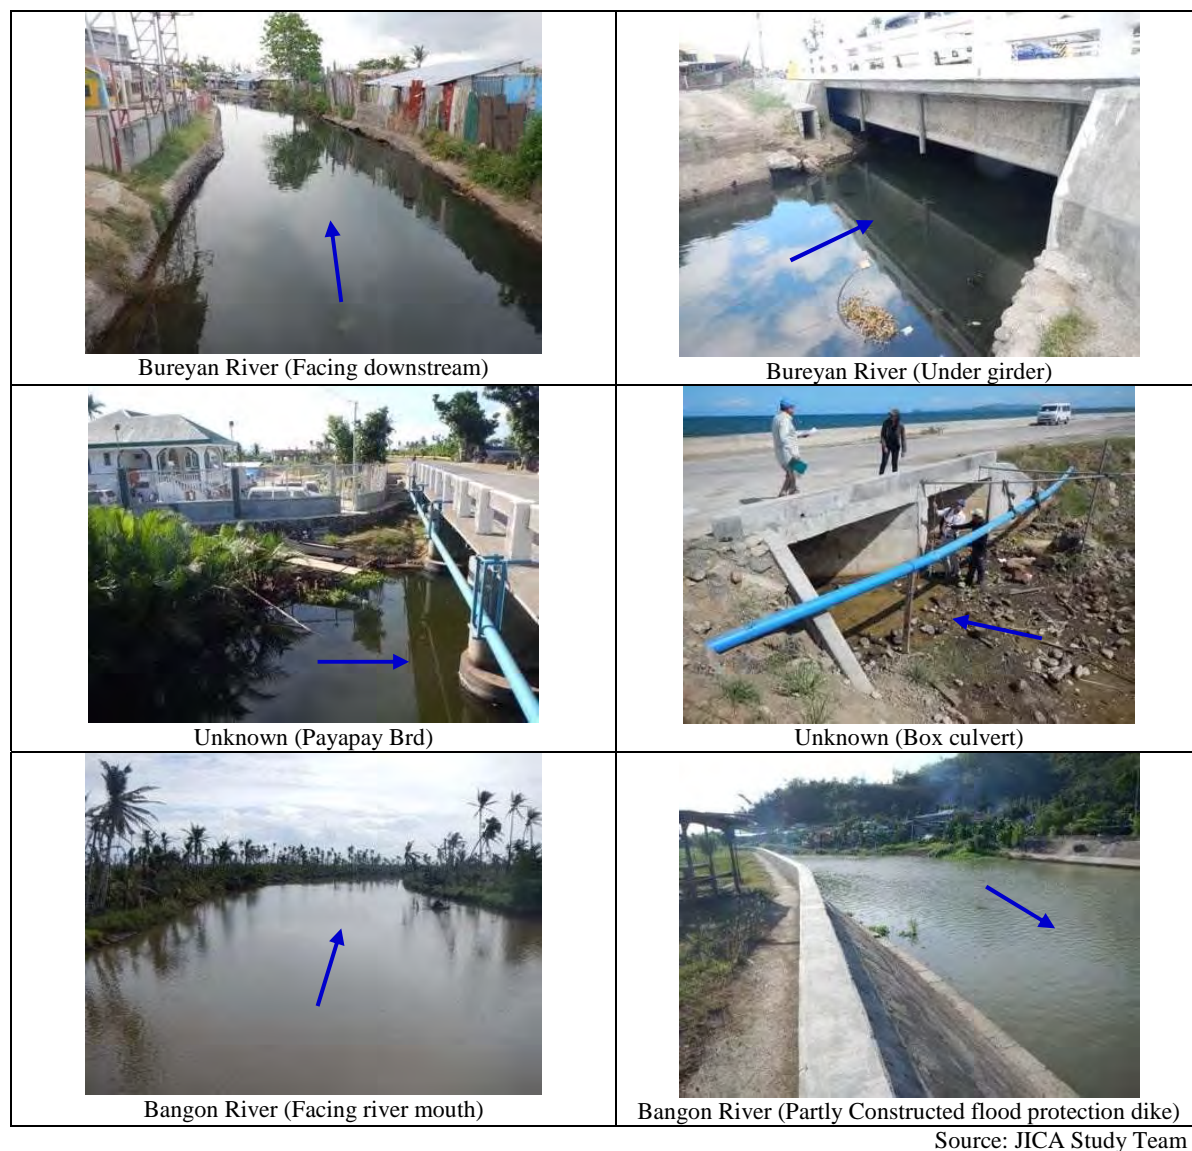 Bureyan River (Facing downstream)
Bureyan River (Under girder)
Unknown (Payapay Brd)
Unknown (Box culvert)
Bangon River (Facing river mouth)
Bangon River (Partly Constructed flood protection dike)
Source: JICA Study Team